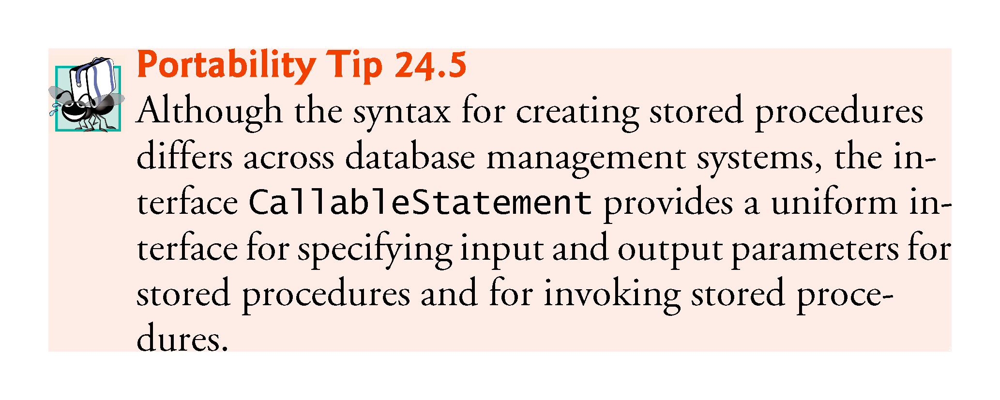 Portability Tip 24.5
Although the syntax for creating stored procedures
differs across database management systems, the in-
terface CallableStatement provides a uniform in-
terface for specifying input and output parameters for
stored procedures and for invoking stored proce-
dures.